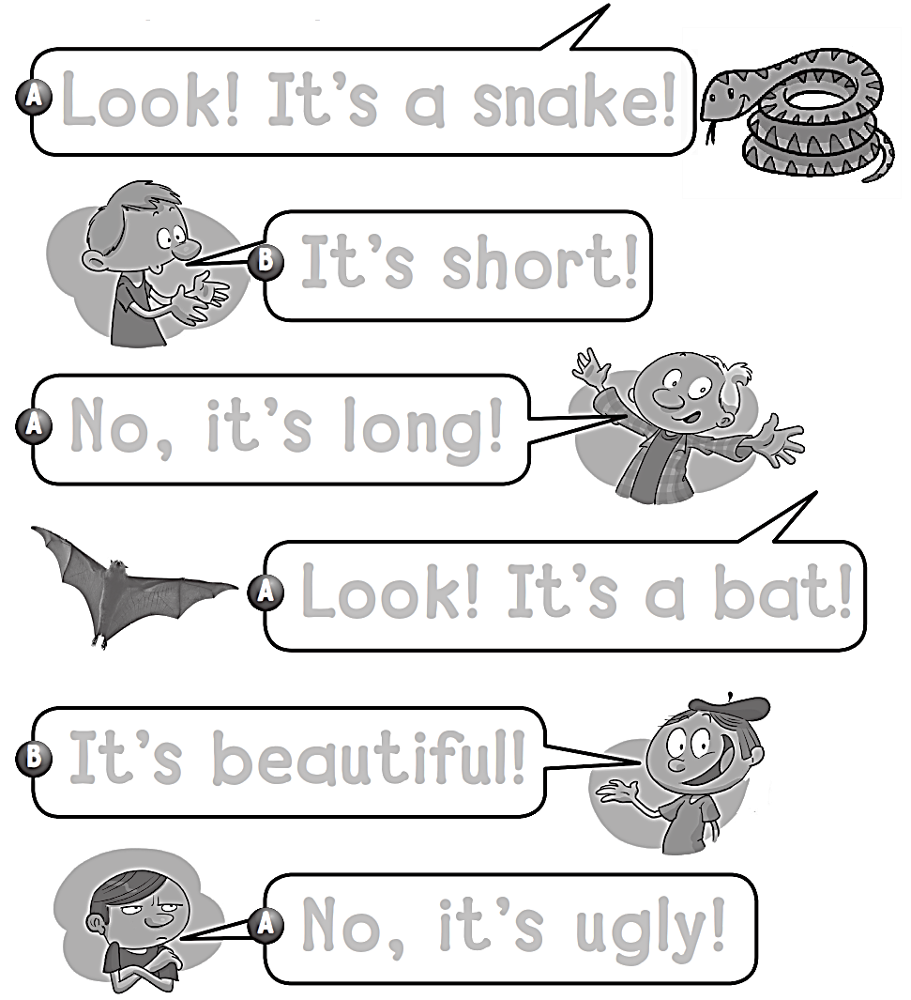 A Look! It's a snake!
B It's short!
A No, it's long!
A Look! It's a bat!
B It's beautiful!
A No, it's ugly!